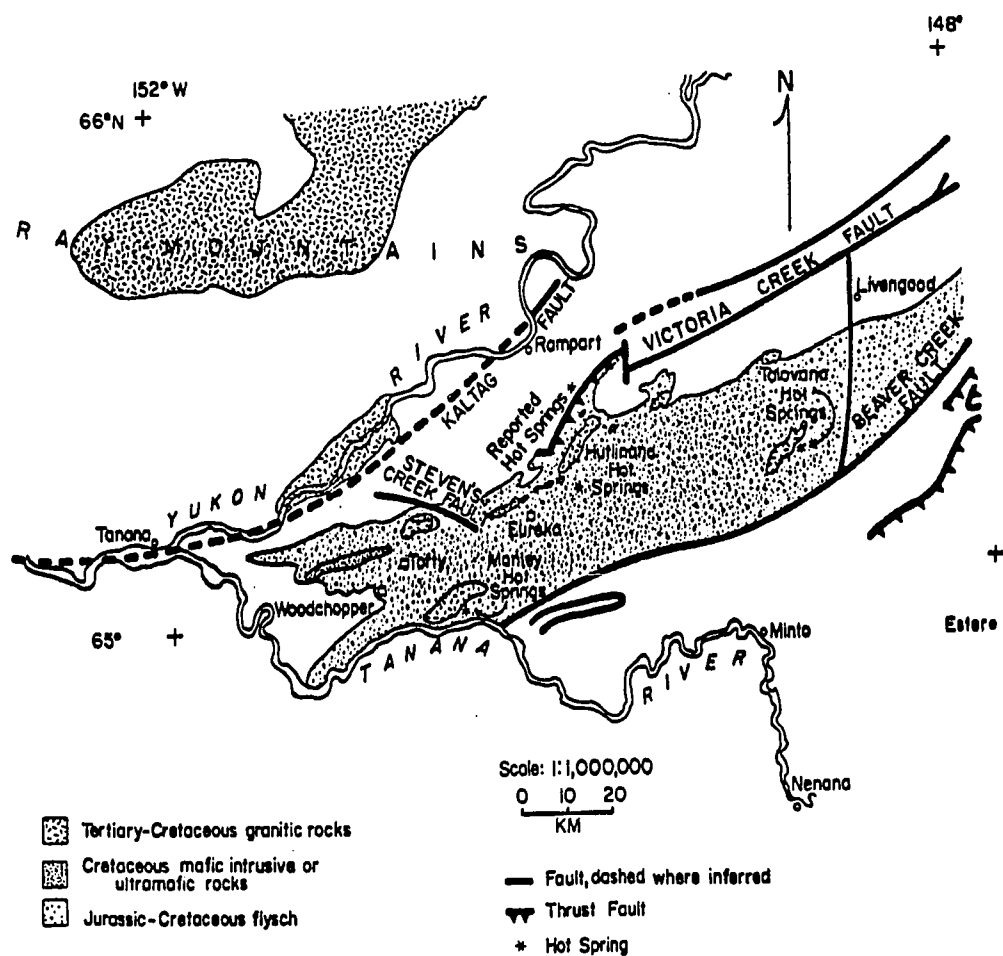 148°
152° W
66°N
N
RAY MOUNTAINS
YUKON RIVER
KALTAG FAULT
Rampart
VICTORIA CREEK FAULT
Livengood
BEAVER CREEK
FAULT
Tolovana
Hot
Springs
Reported
Hot Springs
Hutlinana
Hot
Springs
STEVEN'S
CREEK FAULT
Eureka
Tanana
Tofty
Manley
Hot
Springs
Woodchopper
65°
TANANA RIVER
Minto
Estero
Nenana
Scale: 1:1,000,000
0 10 20
KM
Tertiary-Cretaceous granitic rocks
Cretaceous mafic intrusive or
ultramafic rocks
Jurassic-Cretaceous flysch
Fault, dashed where inferred
Thrust Fault
Hot Spring